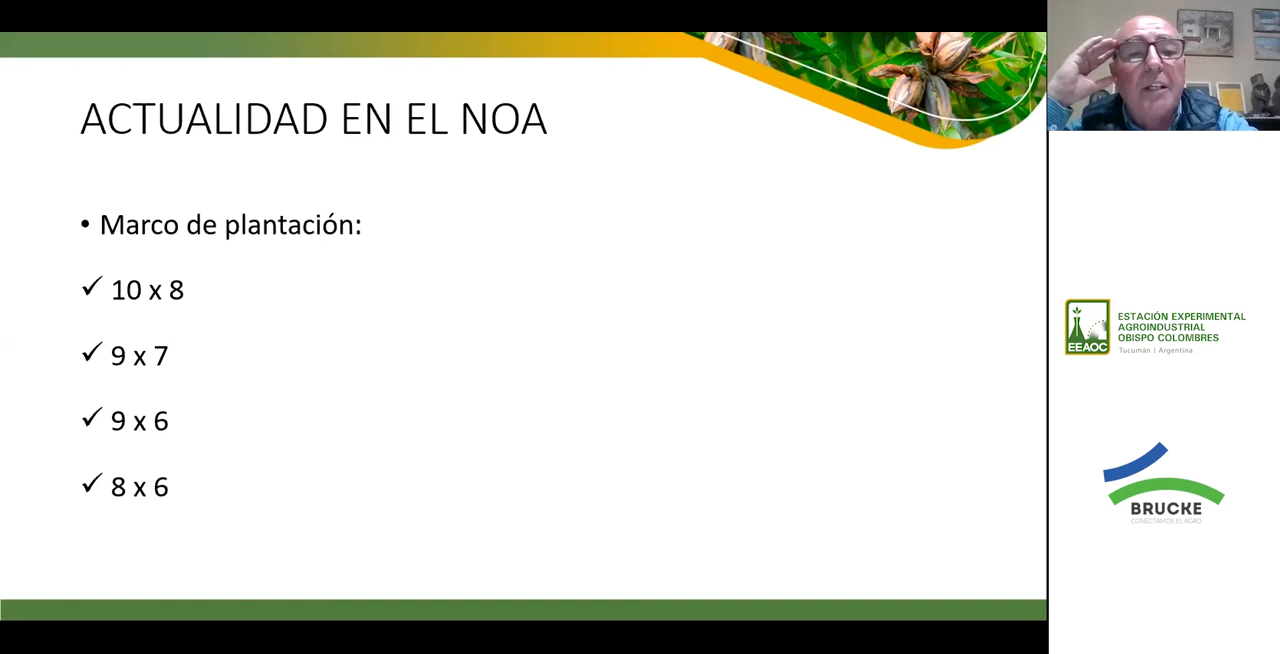 ACTUALIDAD EN EL NOA
• Marco de plantación:
✓ 10 x 8
✓ 9 x 7
✓ 9 x 6
✓ 8 x 6
EEAOC
ESTACIÓN EXPERIMENTAL
AGROINDUSTRIAL
OBISPO COLOMBRES
Tucumán | Argentina
BRUCKE
CONECTAMOS EL AGRO